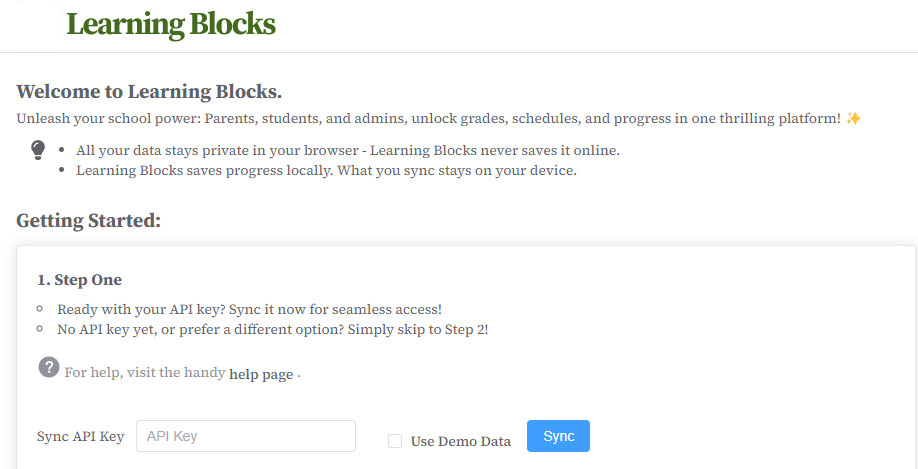 Learning Blocks
Welcome to Learning Blocks.
Unleash your school power: Parents, students, and admins, unlock grades, schedules, and progress in one thrilling platform! ✨
All your data stays private in your browser - Learning Blocks never saves it online.
Learning Blocks saves progress locally. What you sync stays on your device.
Getting Started:
1. Step One
Ready with your API key? Sync it now for seamless access!
No API key yet, or prefer a different option? Simply skip to Step 2!
? For help, visit the handy help page .
Sync API Key API Key Use Demo Data Sync